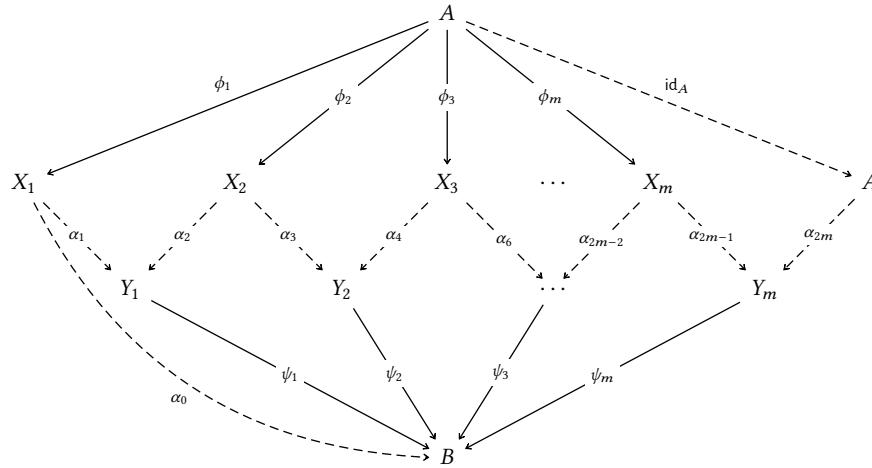 A
ϕ₁ ϕ₂ ϕ₃ ϕₘ id_A
X₁ X₂ X₃ ⋯ Xₘ A
α₁ α₂ α₃ α₄ α₆ α₂ₘ₋₂ α₂ₘ₋₁ α₂ₘ
Y₁ Y₂ ⋯ Yₘ
ψ₁ ψ₂ ψ₃ ψₘ
α₀
B